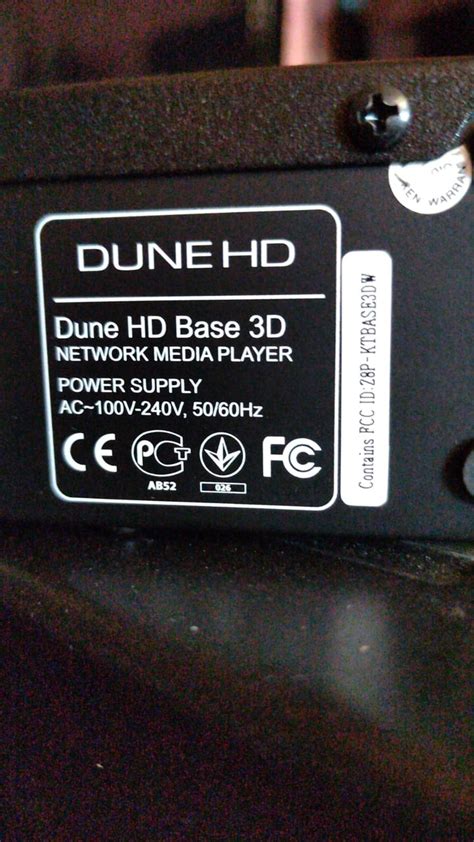 DUNE HD
Dune HD Base 3D
NETWORK MEDIA PLAYER
POWER SUPPLY
AC~100V-240V, 50/60Hz
CE
PCT
FC
AB52
026
Contains FCC ID:Z8P-KTBASE3DW